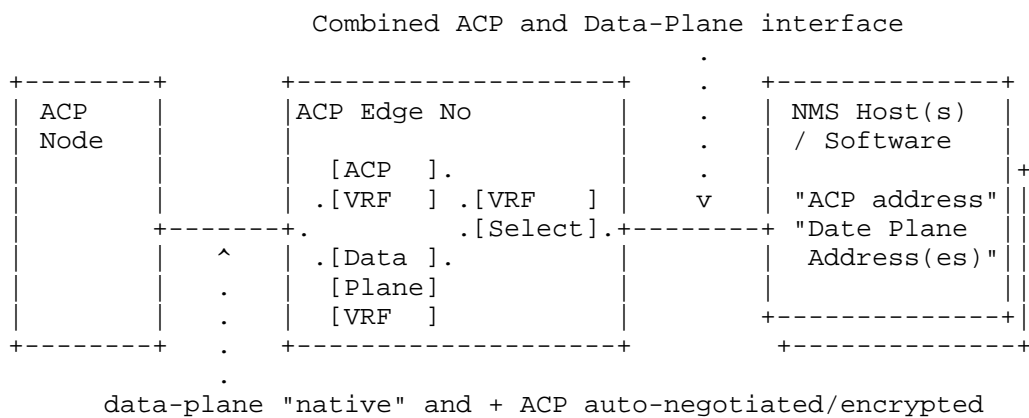 Combined ACP and Data-Plane interface
ACP
Node
ACP Edge No
[ACP ].
.[VRF ] .[VRF ]
.[Select].
.[Data ].
[Plane]
[VRF ]
v
NMS Host(s)
/ Software
"ACP address"
"Date Plane
Address(es)"
^
data-plane "native" and + ACP auto-negotiated/encrypted